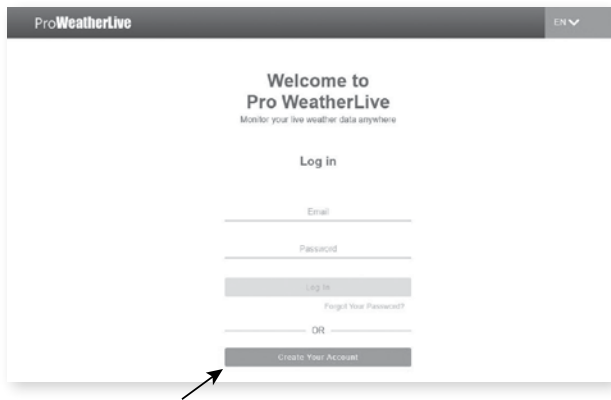 ProWeatherLive
EN
Welcome to
Pro WeatherLive
Monitor your live weather data anywhere
Log in
Email
Password
Log In
Forgot Your Password?
OR
Create Your Account